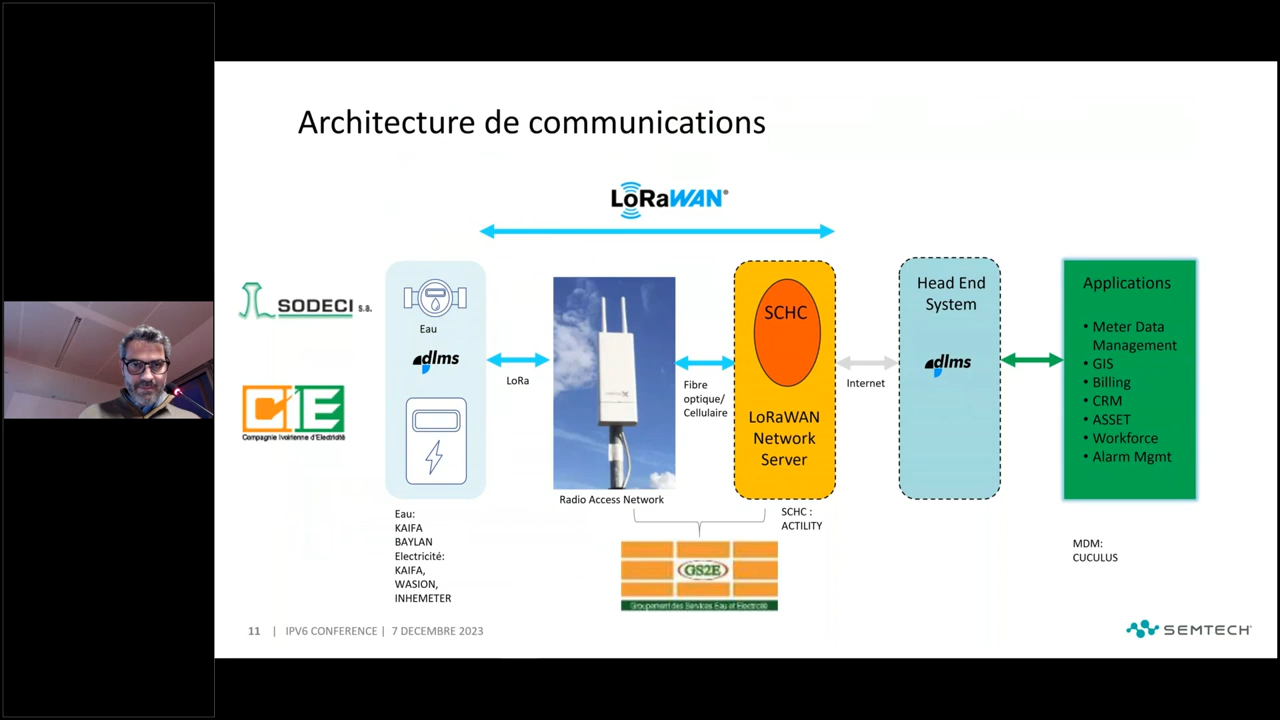 Architecture de communications
LoRaWAN®
SODECI s.a.
CIE
Compagnie Ivoirienne d'Electricité
Eau
dlms
LoRa
Radio Access Network
Fibre
optique/
Cellulaire
SCHC
LoRaWAN
Network
Server
Internet
Head End
System
dlms
Applications
• Meter Data
Management
• GIS
• Billing
• CRM
• ASSET
• Workforce
• Alarm Mgmt
Eau:
KAIFA
BAYLAN
Electricité:
KAIFA,
WASION,
INHEMETER
SCHC :
ACTILITY
GS2E
Groupement des Services Eau et Electricité
MDM:
CUCULUS
11 | IPV6 CONFERENCE | 7 DECEMBRE 2023
SEMTECH